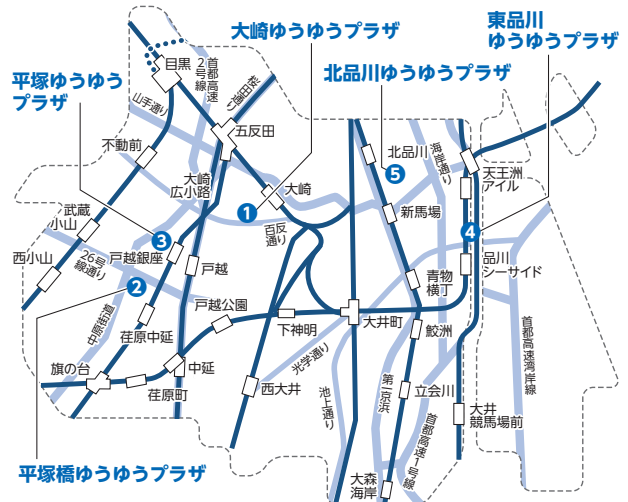 大崎ゆうゆうプラザ
東品川
ゆうゆうプラザ
北品川ゆうゆうプラザ
平塚ゆうゆう
プラザ
目黒
首都高速
2号線
桜田通り
山手通り
五反田
不動前
大崎
広小路
大崎
北品川
海岸通り
天王洲
アイル
5
1
新馬場
武蔵
小山
百反
通り
3
戸越銀座
戸越
4
品川
シーサイド
西小山
26号
線通り
2
青物
横丁
戸越公園
中原街道
荏原中延
下神明
大井町
鮫洲
首都高速湾岸線
光学通り
旗の台
中延
荏原町
西大井
池上通り
第一京浜
立会川
首都高速1号線
大井
競馬場前
大森
海岸
平塚橋ゆうゆうプラザ